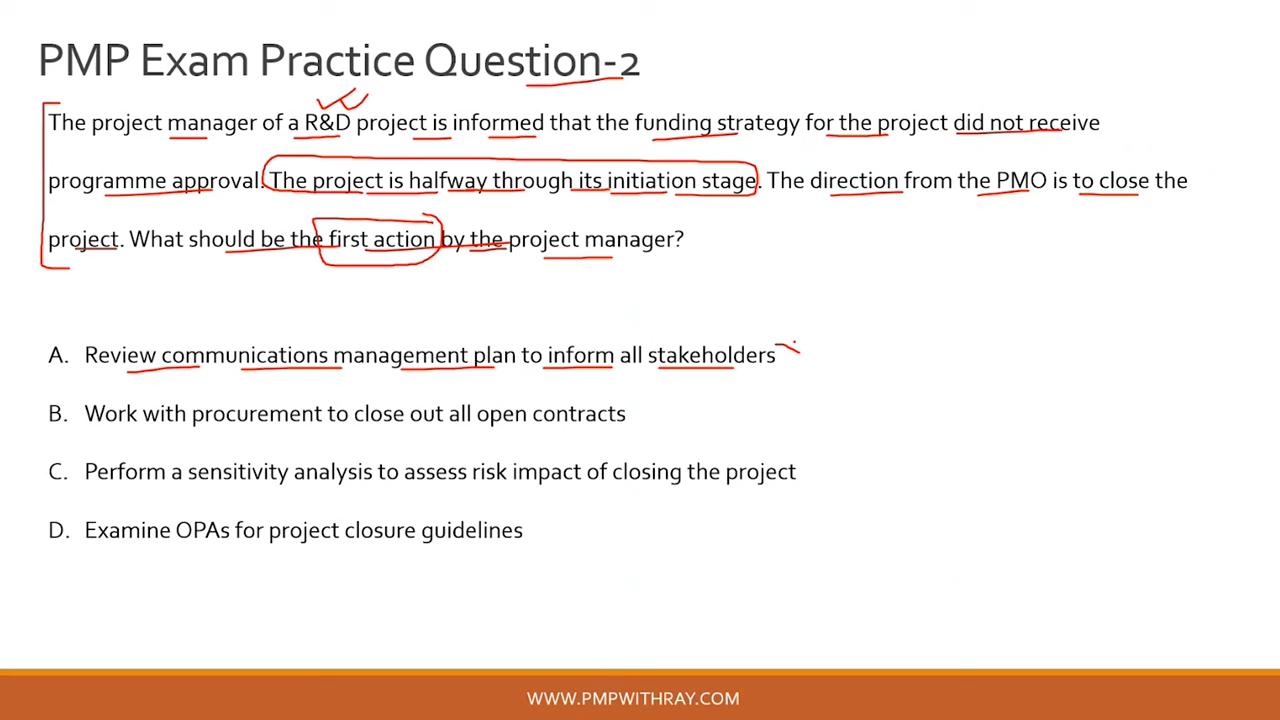 PMP Exam Practice Question-2
The project manager of a R&D project is informed that the funding strategy for the project did not receive
programme approval. The project is halfway through its initiation stage. The direction from the PMO is to close the
project. What should be the first action by the project manager?
A. Review communications management plan to inform all stakeholders
B. Work with procurement to close out all open contracts
C. Perform a sensitivity analysis to assess risk impact of closing the project
D. Examine OPAs for project closure guidelines
WWW.PMPWITHRAY.COM